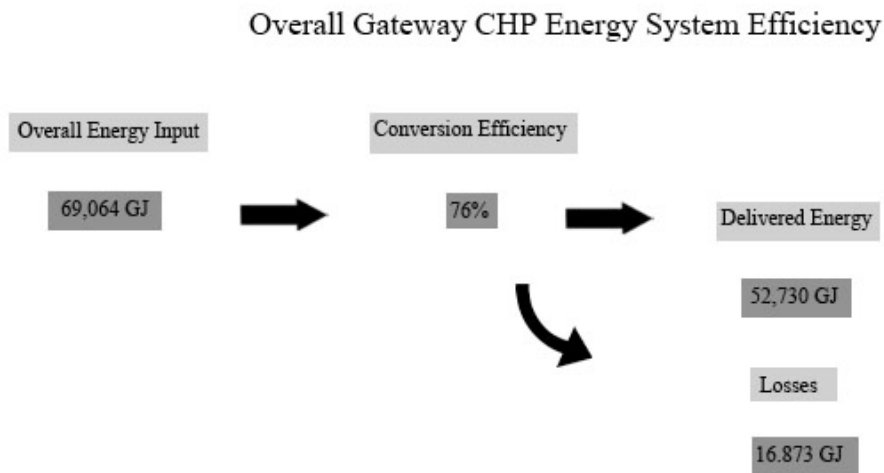 Overall Gateway CHP Energy System Efficiency
Overall Energy Input
Conversion Efficiency
69,064 GJ
76%
Delivered Energy
52,730 GJ
Losses
16.873 GJ